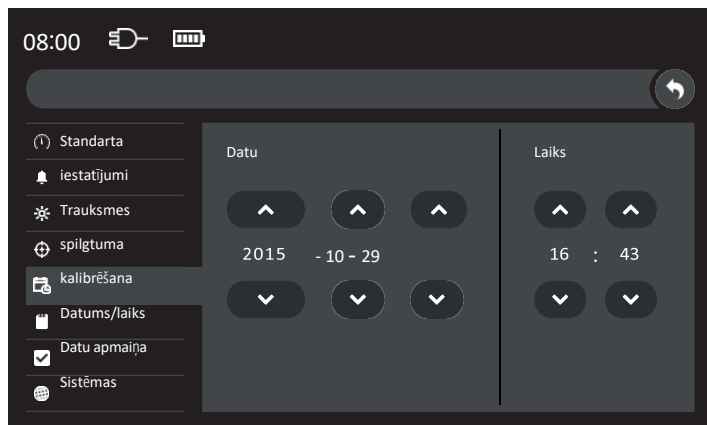 08:00
Standarta
iestatījumi
Trauksmes
spilgtuma
kalibrēšana
Datums/laiks
Datu apmaiņa
Sistēmas
Datu
2015 - 10 - 29
Laiks
16 : 43